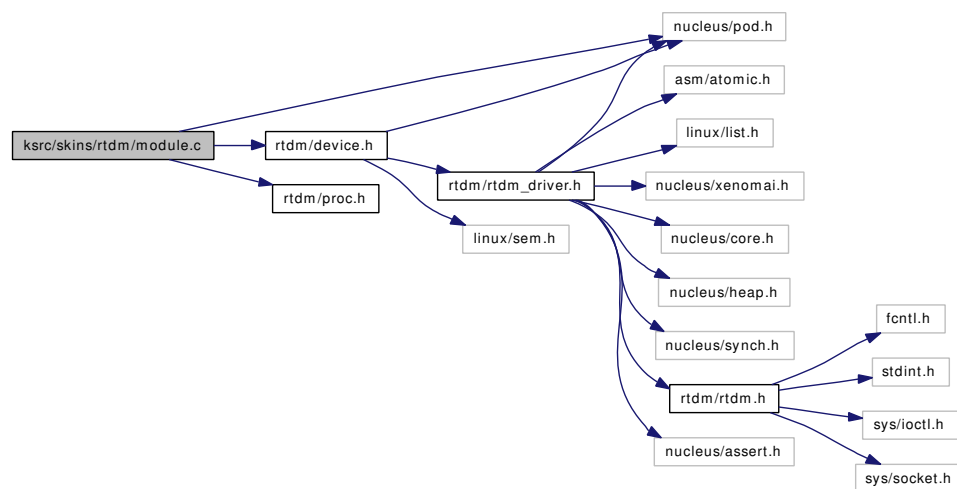 nucleus/pod.h
asm/atomic.h
linux/list.h
ksrc/skins/rtdm/module.c
rtdm/device.h
rtdm/rtdm_driver.h
nucleus/xenomai.h
rtdm/proc.h
linux/sem.h
nucleus/core.h
nucleus/heap.h
nucleus/synch.h
fcntl.h
stdint.h
rtdm/rtdm.h
sys/ioctl.h
nucleus/assert.h
sys/socket.h